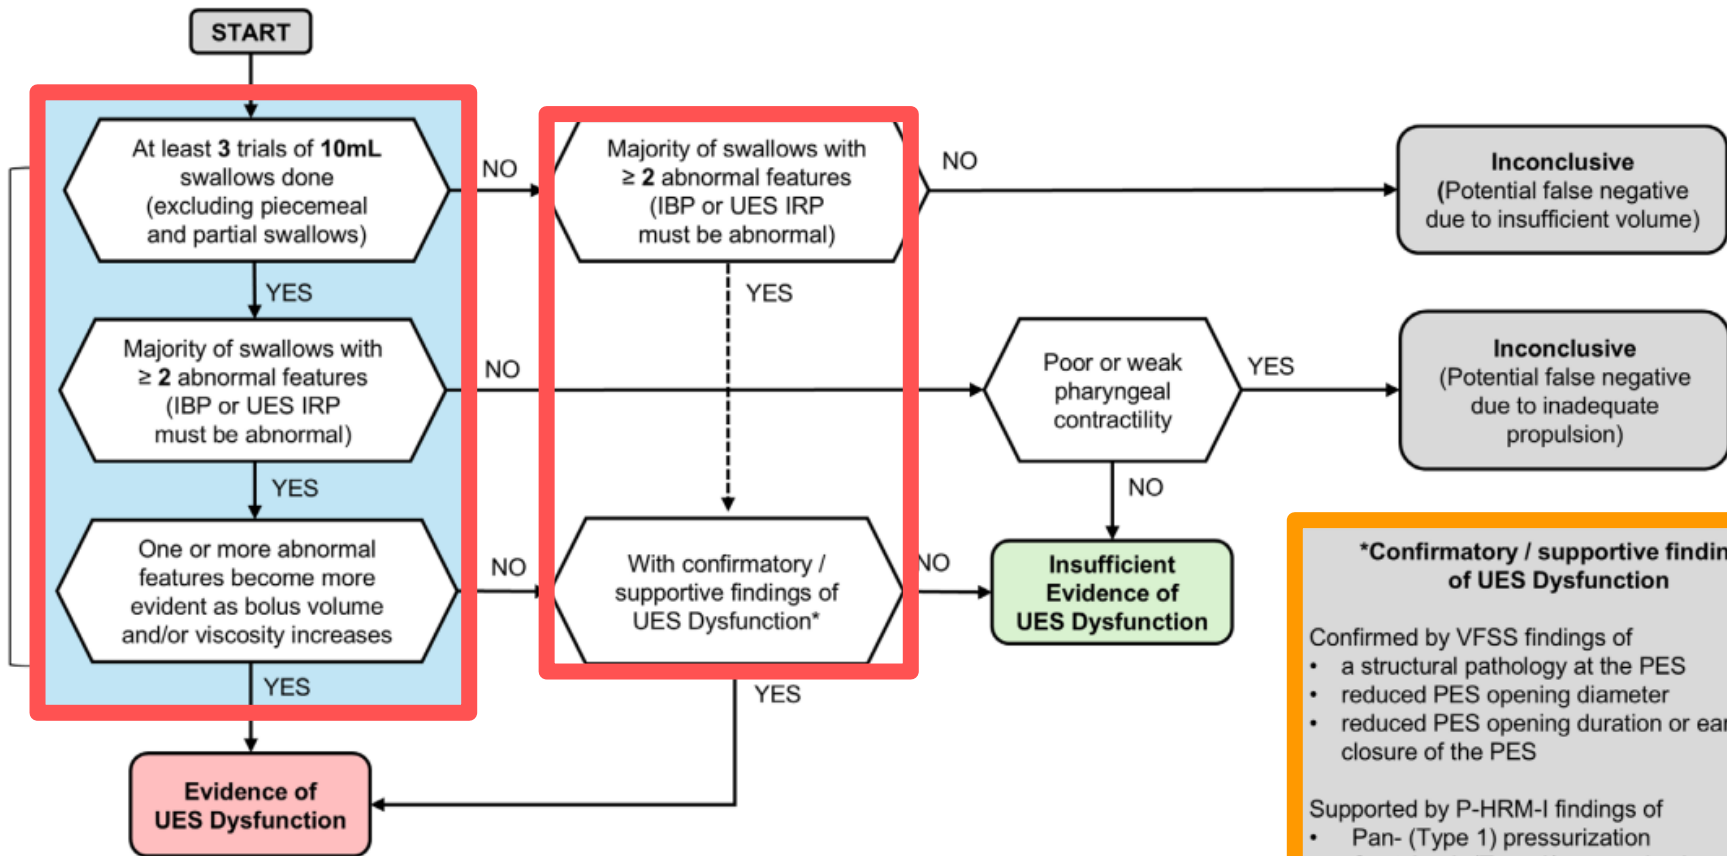 START
At least 3 trials of 10mL
swallows done
(excluding piecemeal
and partial swallows)
NO
Majority of swallows with
≥ 2 abnormal features
(IBP or UES IRP
must be abnormal)
NO
Inconclusive
(Potential false negative
due to insufficient volume)
YES
YES
Majority of swallows with
≥ 2 abnormal features
(IBP or UES IRP
must be abnormal)
NO
Poor or weak
pharyngeal
contractility
YES
Inconclusive
(Potential false negative
due to inadequate
propulsion)
YES
NO
One or more abnormal
features become more
evident as bolus volume
and/or viscosity increases
NO
With confirmatory /
supportive findings of
UES Dysfunction*
NO
Insufficient
Evidence of
UES Dysfunction
YES
YES
Evidence of
UES Dysfunction
*Confirmatory / supportive
of UES Dysfunction
Confirmed by VFSS findings of
• a structural pathology at the PES
• reduced PES opening diameter
• reduced PES opening duration or
closure of the PES
Supported by P-HRM-I findings of
• Pan- (Type 1) pressurization